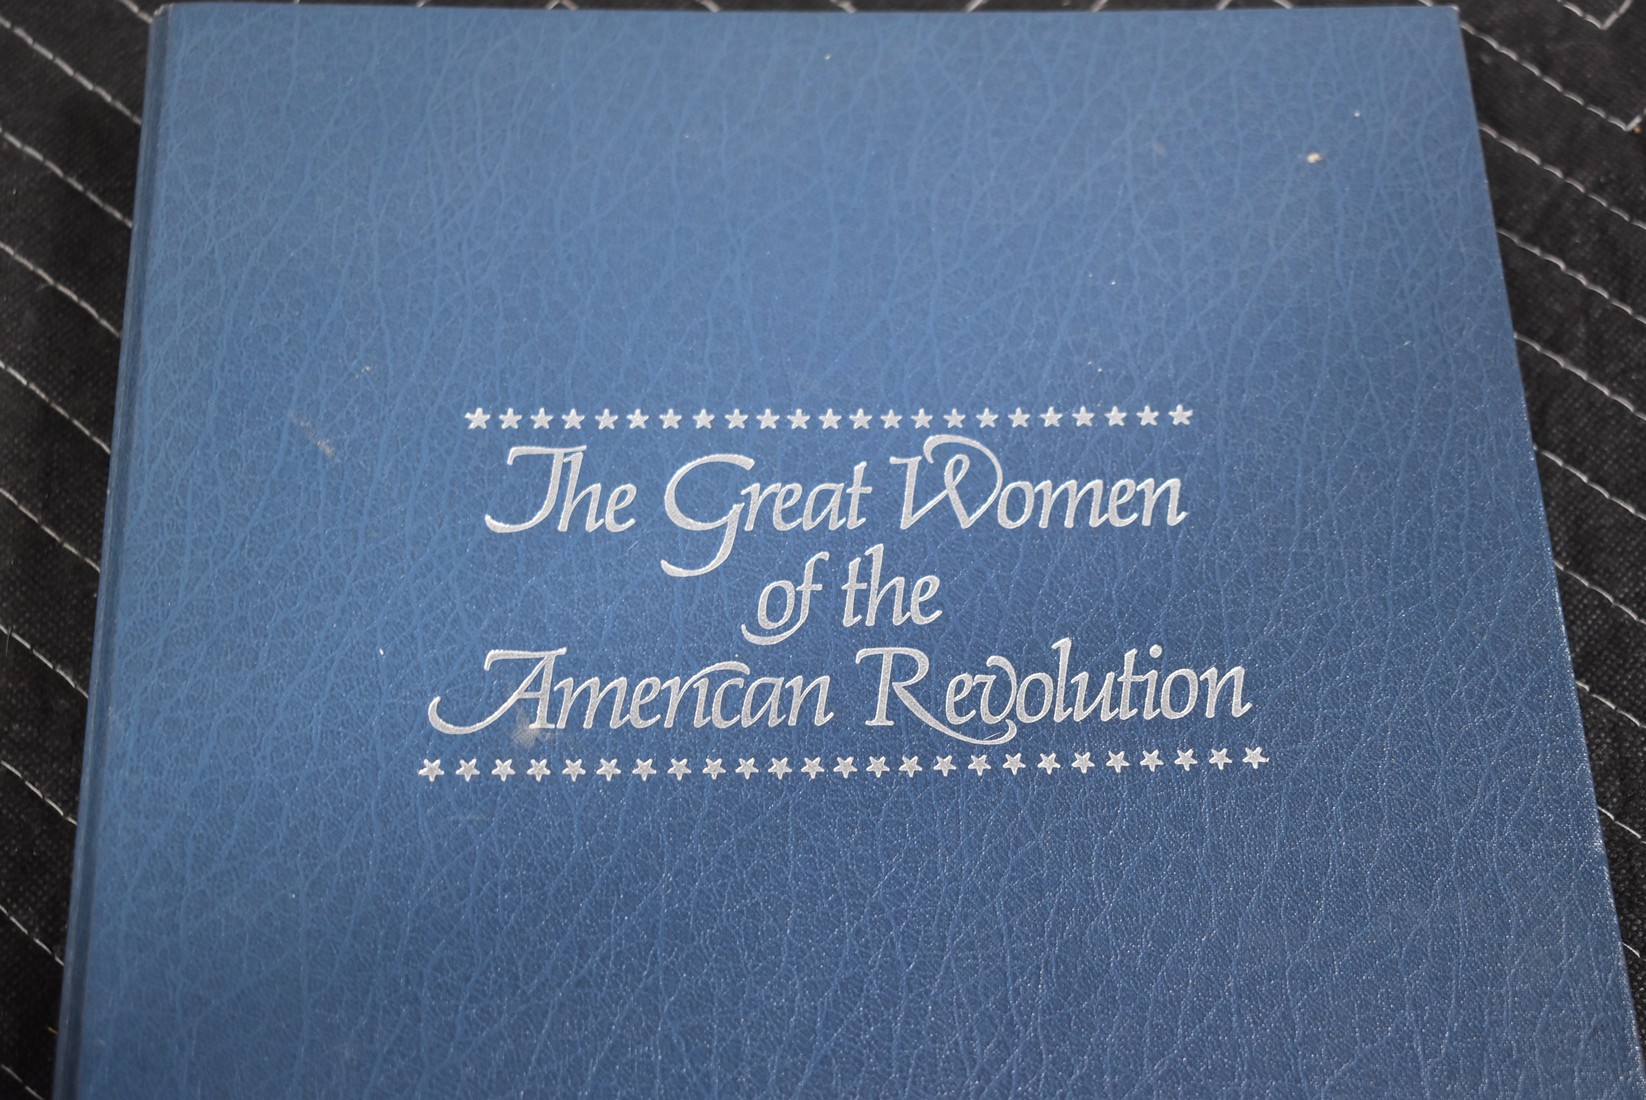 The Great Women
of the
American Revolution